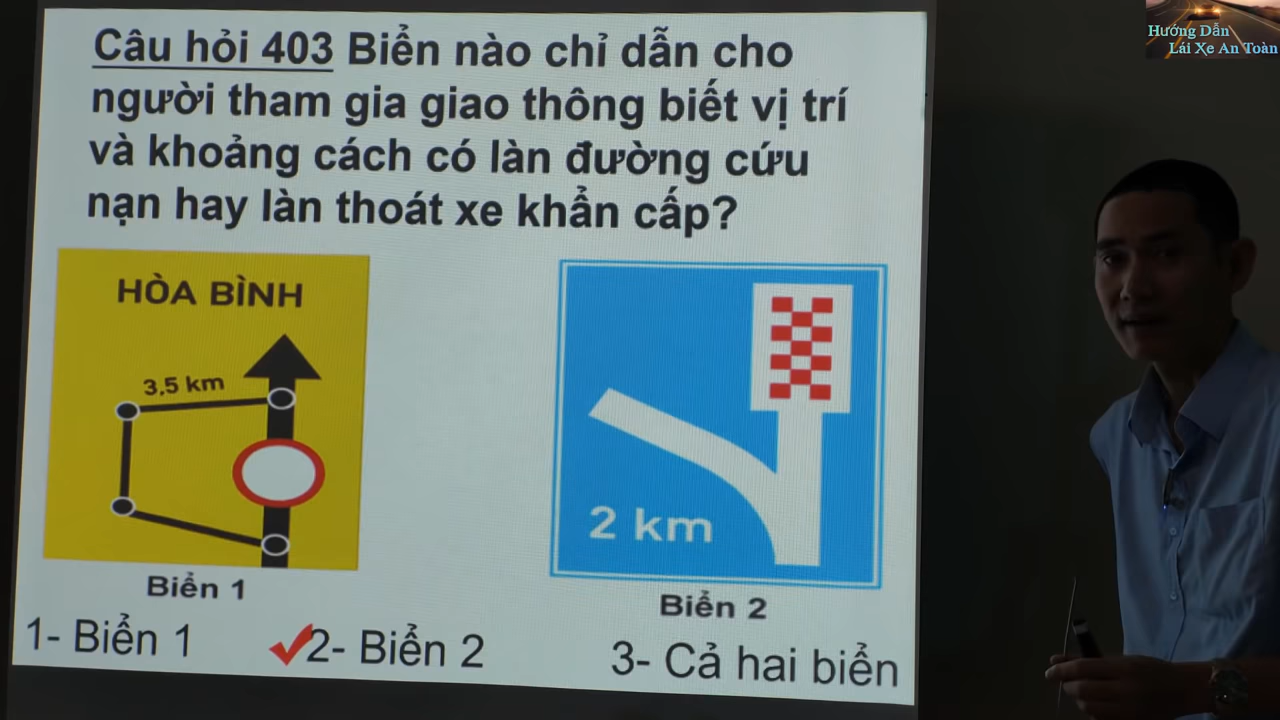 Hướng Dẫn
Lái Xe An Toàn
Câu hỏi 403 Biển nào chỉ dẫn cho
người tham gia giao thông biết vị trí
và khoảng cách có làn đường cứu
nạn hay làn thoát xe khẩn cấp?
HÒA BÌNH
3,5 km
2 km
Biển 1
Biển 2
1- Biển 1
2- Biển 2
3- Cả hai biển